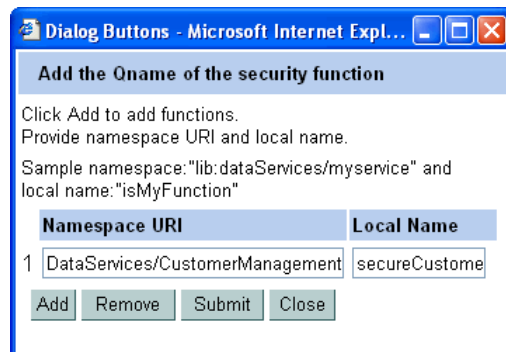 Dialog Buttons - Microsoft Internet Expl...
Add the Qname of the security function
Click Add to add functions.
Provide namespace URI and local name.
Sample namespace:"lib:dataServices/myservice" and
local name:"isMyFunction"
Namespace URI Local Name
1 DataServices/CustomerManagement secureCustome
Add Remove Submit Close